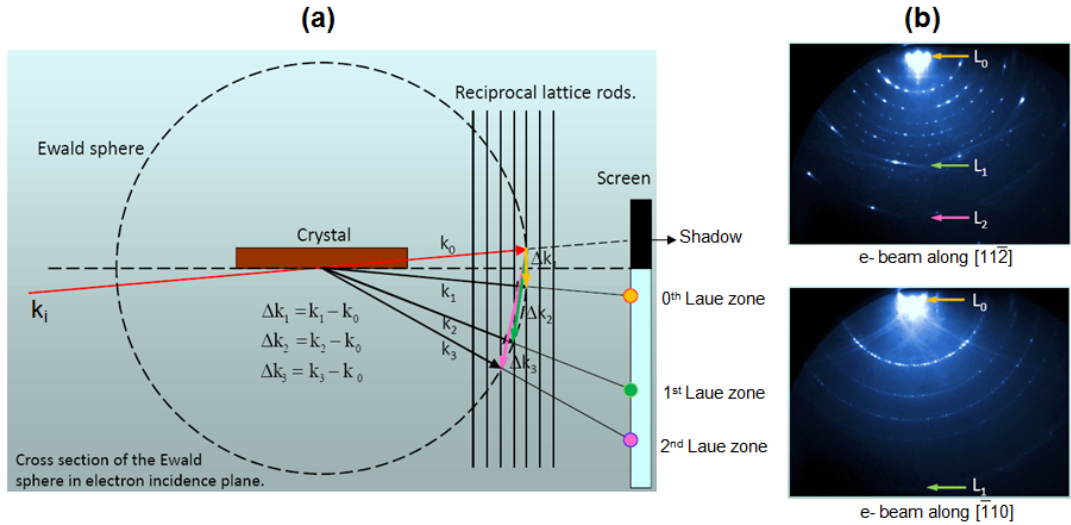 (a)
(b)
Ewald sphere
Reciprocal lattice rods.
Screen
Crystal
k₀
Shadow
Δk₁
kᵢ
k₁
0ᵗʰ Laue zone
Δk₁ = k₁ – k₀
Δk₂ = k₂ – k₀
Δk₃ = k₃ – k₀
k₂
Δk₂
k₃
Δk₃
1ˢᵗ Laue zone
2ⁿᵈ Laue zone
Cross section of the Ewald
sphere in electron incidence plane.
L₀
L₁
L₂
e- beam along [112̅]
L₀
L₁
e- beam along [1̅10]